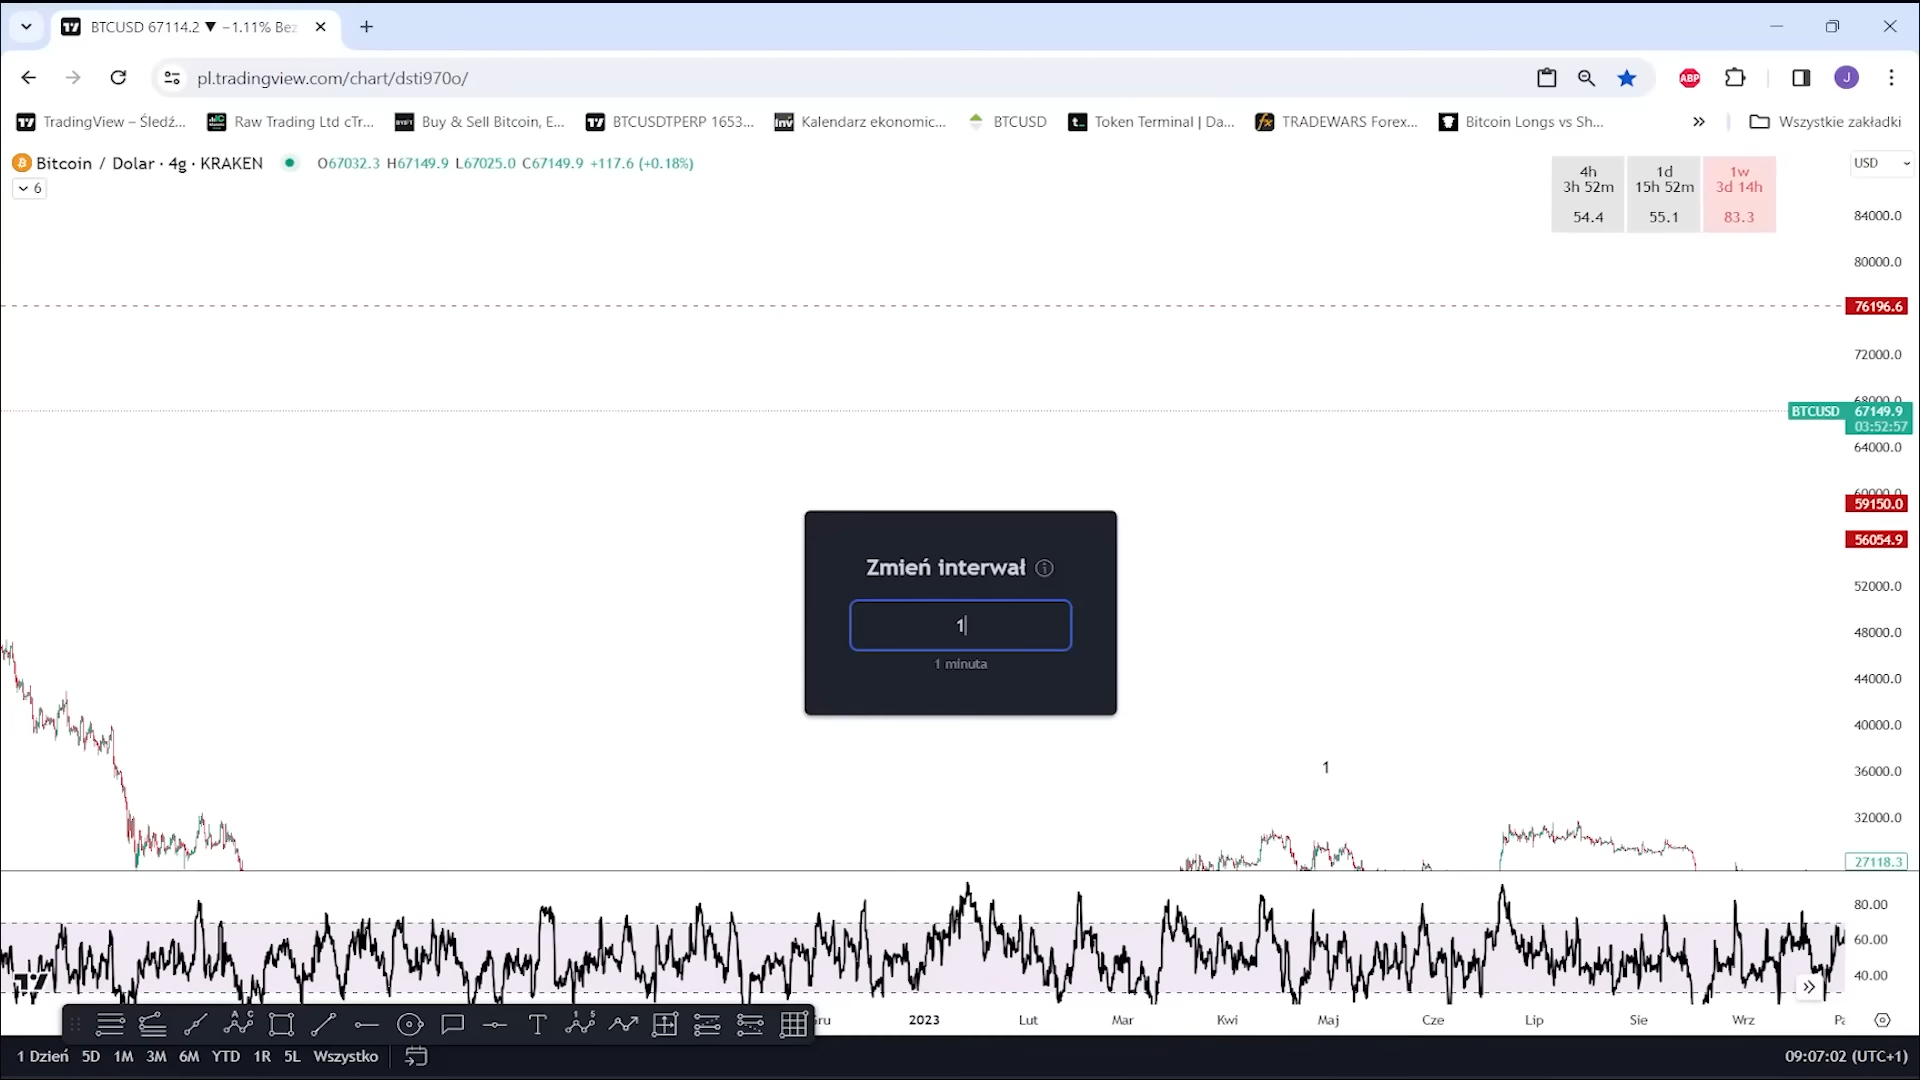 BTCUSD 67114.2 ▼ −1.11% Bez
pl.tradingview.com/chart/dsti970o/
ABP
J
TradingView – Śledź...
Raw Trading Ltd cTr...
Buy & Sell Bitcoin, E...
BTCUSDTPERP 1653...
Kalendarz ekonomic...
BTCUSD
Token Terminal | Da...
TRADEWARS Forex...
Bitcoin Longs vs Sh...
Wszystkie zakładki
Bitcoin / Dolar · 4g · KRAKEN
O67032.3 H67149.9 L67025.0 C67149.9 +117.6 (+0.18%)
6
4h 1d 1w
3h 52m 15h 52m 3d 14h
54.4 55.1 83.3
USD
84000.0
80000.0
76196.6
72000.0
68000.0
BTCUSD 67149.9
03:52:57
64000.0
60000.0
59150.0
56054.9
52000.0
48000.0
44000.0
40000.0
36000.0
32000.0
27118.3
Zmień interwał
1
1 minuta
1
80.00
60.00
40.00
2023 Lut Mar Kwi Maj Cze Lip Sie Wrz
1 Dzień 5D 1M 3M 6M YTD 1R 5L Wszystko
09:07:02 (UTC+1)